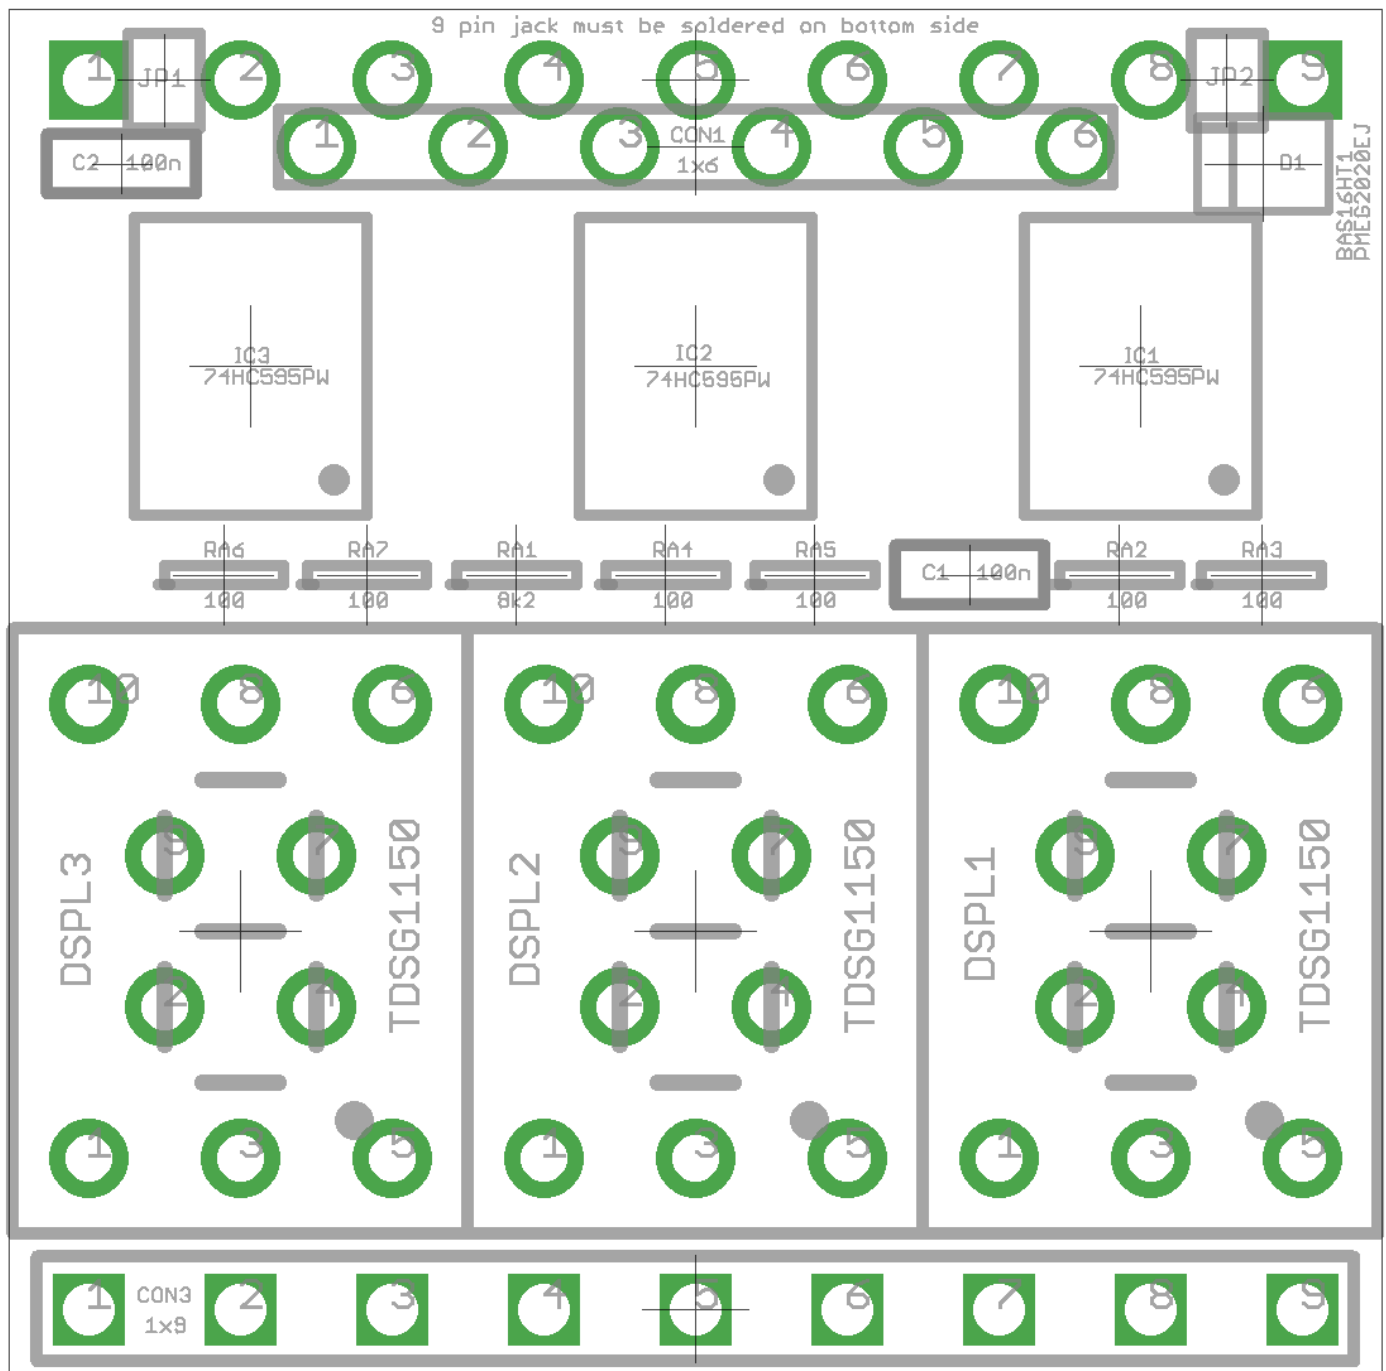 9 pin jack must be soldered on bottom side
1 JP1 2 3 4 5 6 7 8 JP2 9
1 2 3 CON1 4 5 6
1x6
C2 100n
D1
BAS16HT1
PMEG2020EJ
IC3
74HC595PW
IC2
74HC595PW
IC1
74HC595PW
RA6 RA7 RA1 RA4 RA5 RA2 RA3
C1 100n
100 100 8k2 100 100 100 100
10 8 6 10 8 6 10 8 6
9 7 9 7 9 7
DSPL3
TDSG1150
DSPL2
TDSG1150
DSPL1
TDSG1150
2 4 2 4 2 4
1 3 5 1 3 5 1 3 5
1 CON3 2 3 4 5 6 7 8 9
1x9